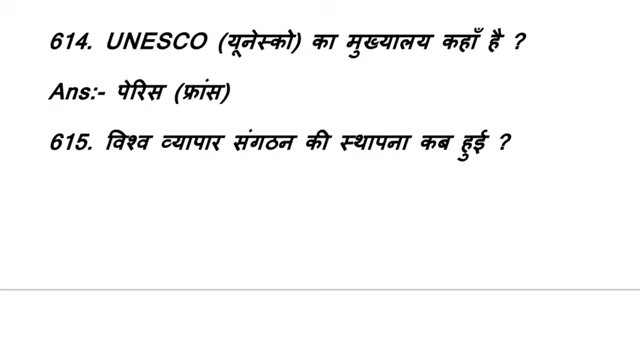 614. UNESCO (यूनेस्को) का मुख्यालय कहाँ है ?
Ans:- पेरिस (फ्रांस)
615. विश्व व्यापार संगठन की स्थापना कब हुई ?